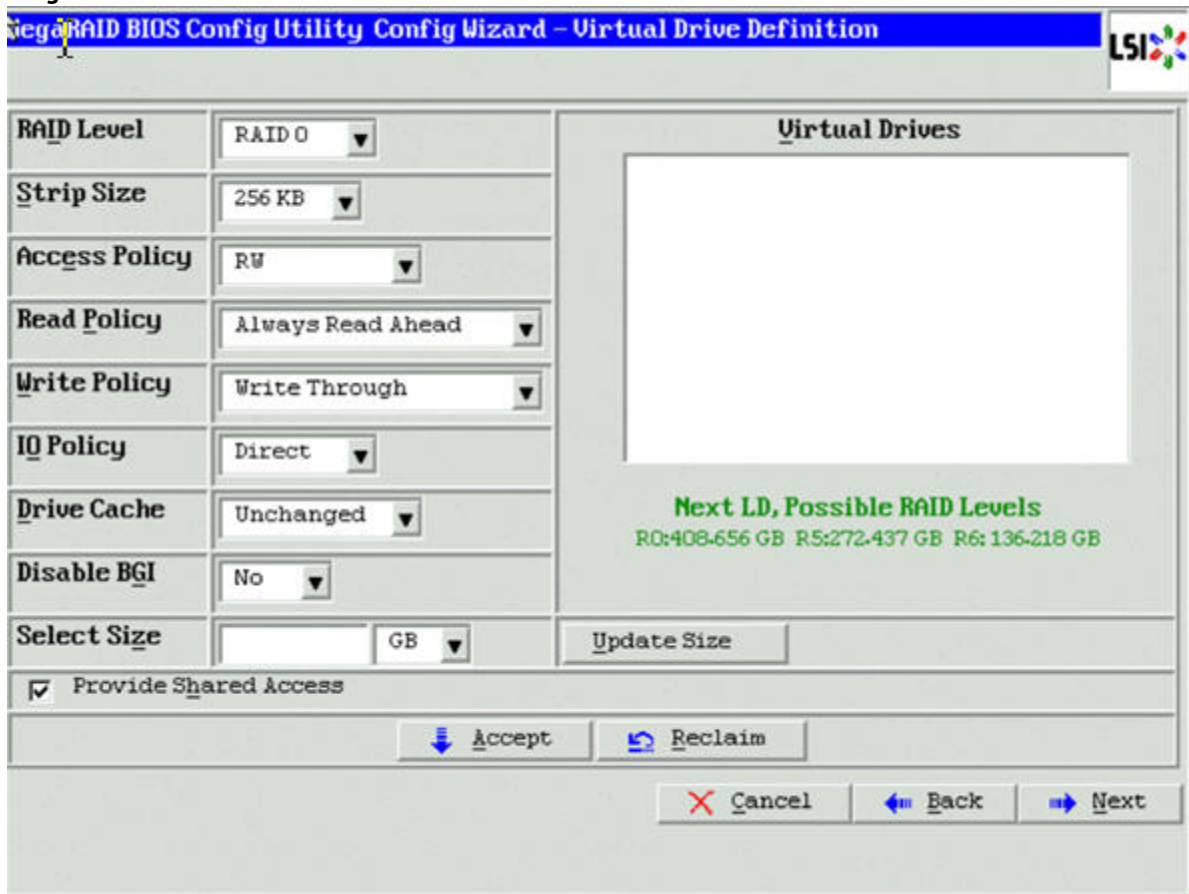 MegaRAID BIOS Config Utility Config Wizard – Virtual Drive Definition
LSI
RAID Level
RAID 0
Strip Size
256 KB
Access Policy
RW
Read Policy
Always Read Ahead
Write Policy
Write Through
IO Policy
Direct
Drive Cache
Unchanged
Disable BGI
No
Select Size
GB
Update Size
Provide Shared Access
Virtual Drives
Next LD, Possible RAID Levels
R0:408.656 GB R5:272.437 GB R6: 136.218 GB
Accept
Reclaim
Cancel
Back
Next